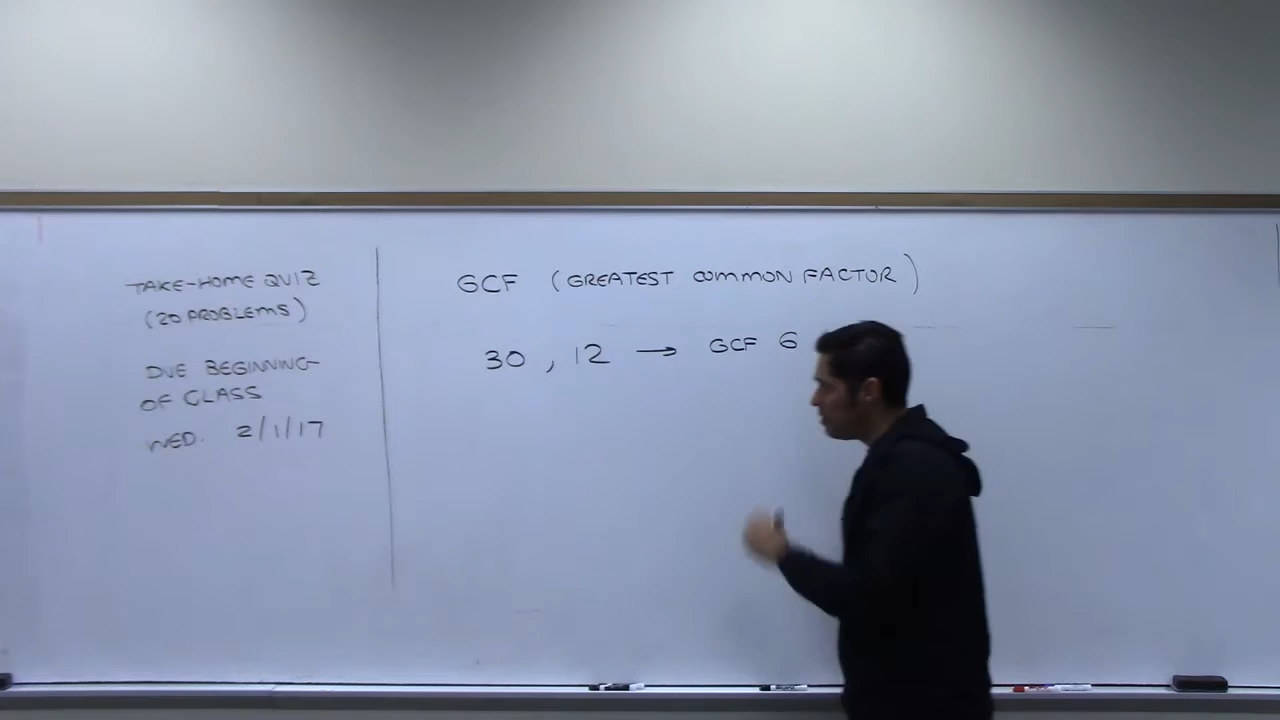 TAKE-HOME QUIZ
(20 PROBLEMS)
DUE BEGINNING
OF CLASS
WED. 2/1/17
GCF (GREATEST COMMON FACTOR)
30 , 12 → GCF 6